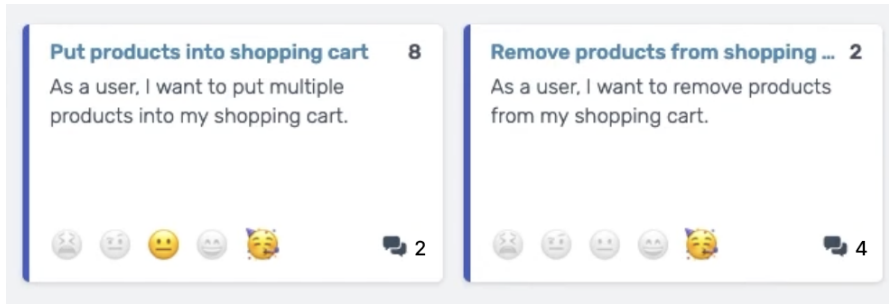 Put products into shopping cart 8
As a user, I want to put multiple
products into my shopping cart.
2
Remove products from shopping ... 2
As a user, I want to remove products
from my shopping cart.
4